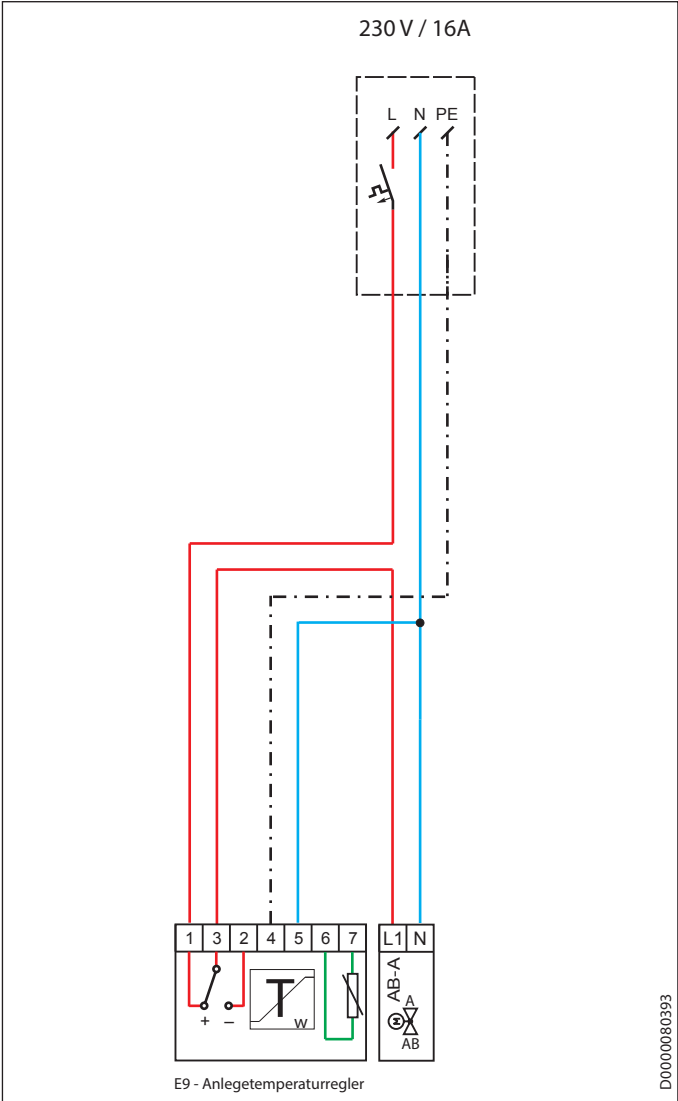 230 V / 16A
L N PE
1 3 2 4 5 6 7 L1 N
AB-A
A
M
AB
+ –
T
W
E9 - Anlegetemperaturregler
D0000080393